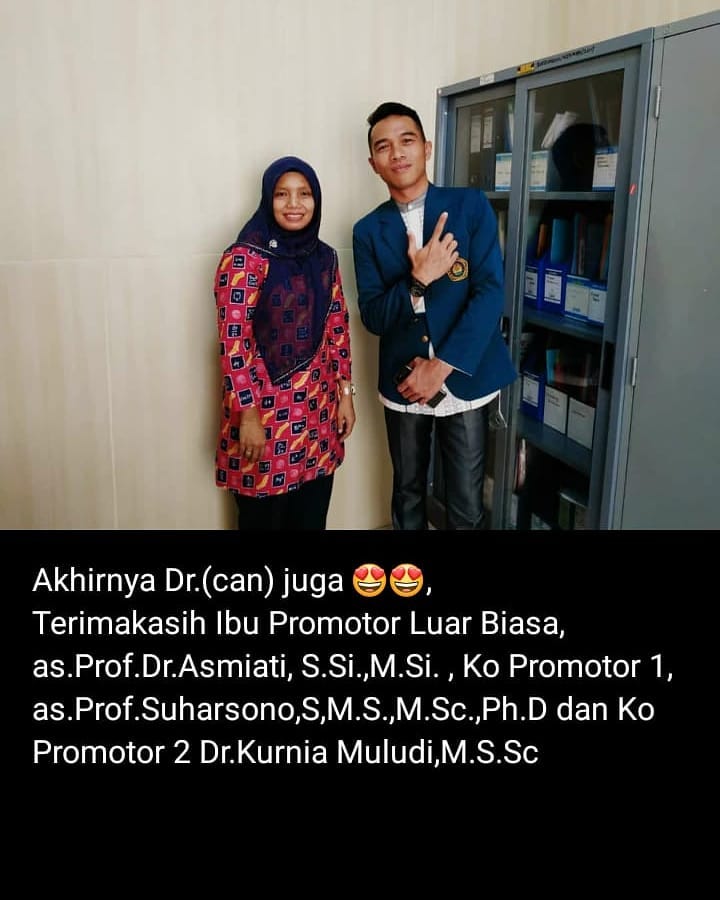 Akhirnya Dr.(can) juga 😍😍,
Terimakasih Ibu Promotor Luar Biasa,
as.Prof.Dr.Asmiati, S.Si.,M.Si. , Ko Promotor 1,
as.Prof.Suharsono,S,M.S.,M.Sc.,Ph.D dan Ko
Promotor 2 Dr.Kurnia Muludi,M.S.Sc